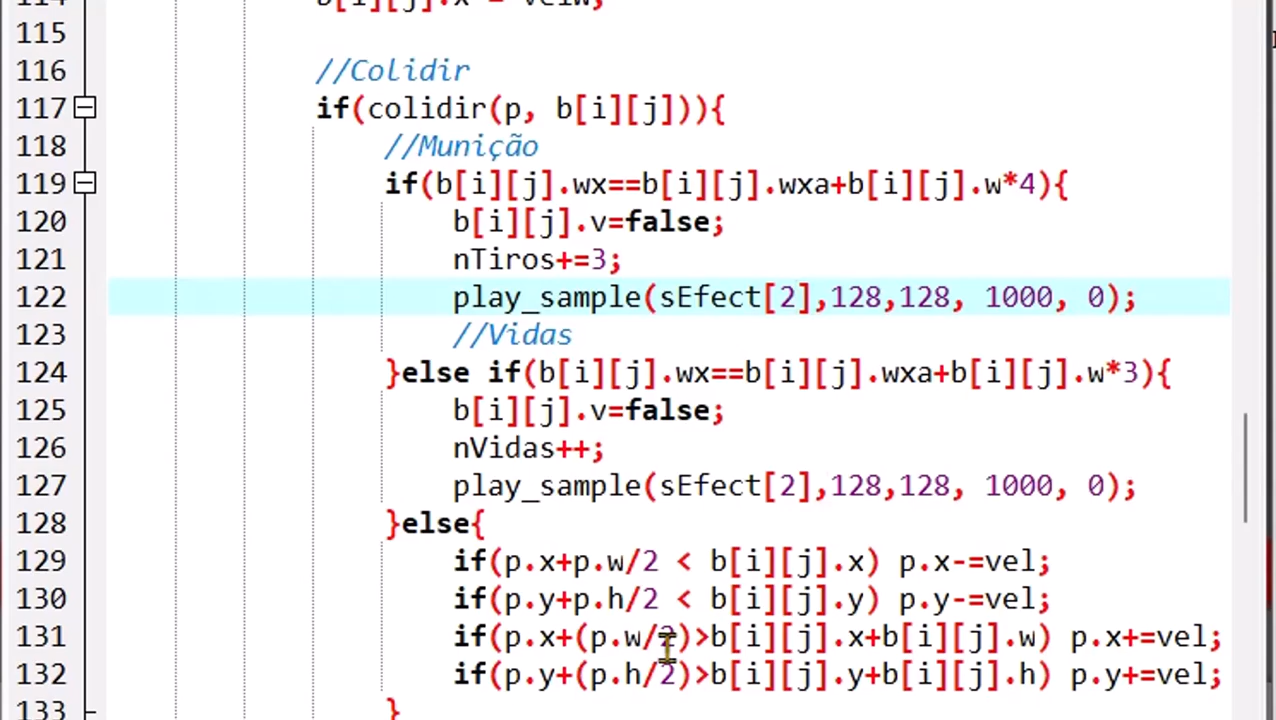 114 b[i][j].x = velW;
115
116 //Colidir
117 if(colidir(p, b[i][j])){
118 //Munição
119 if(b[i][j].wx==b[i][j].wxa+b[i][j].w*4){
120 b[i][j].v=false;
121 nTiros+=3;
122 play_sample(sEfect[2],128,128, 1000, 0);
123 //Vidas
124 }else if(b[i][j].wx==b[i][j].wxa+b[i][j].w*3){
125 b[i][j].v=false;
126 nVidas++;
127 play_sample(sEfect[2],128,128, 1000, 0);
128 }else{
129 if(p.x+p.w/2 < b[i][j].x) p.x-=vel;
130 if(p.y+p.h/2 < b[i][j].y) p.y-=vel;
131 if(p.x+(p.w/2)>b[i][j].x+b[i][j].w) p.x+=vel;
132 if(p.y+(p.h/2)>b[i][j].y+b[i][j].h) p.y+=vel;
133 }